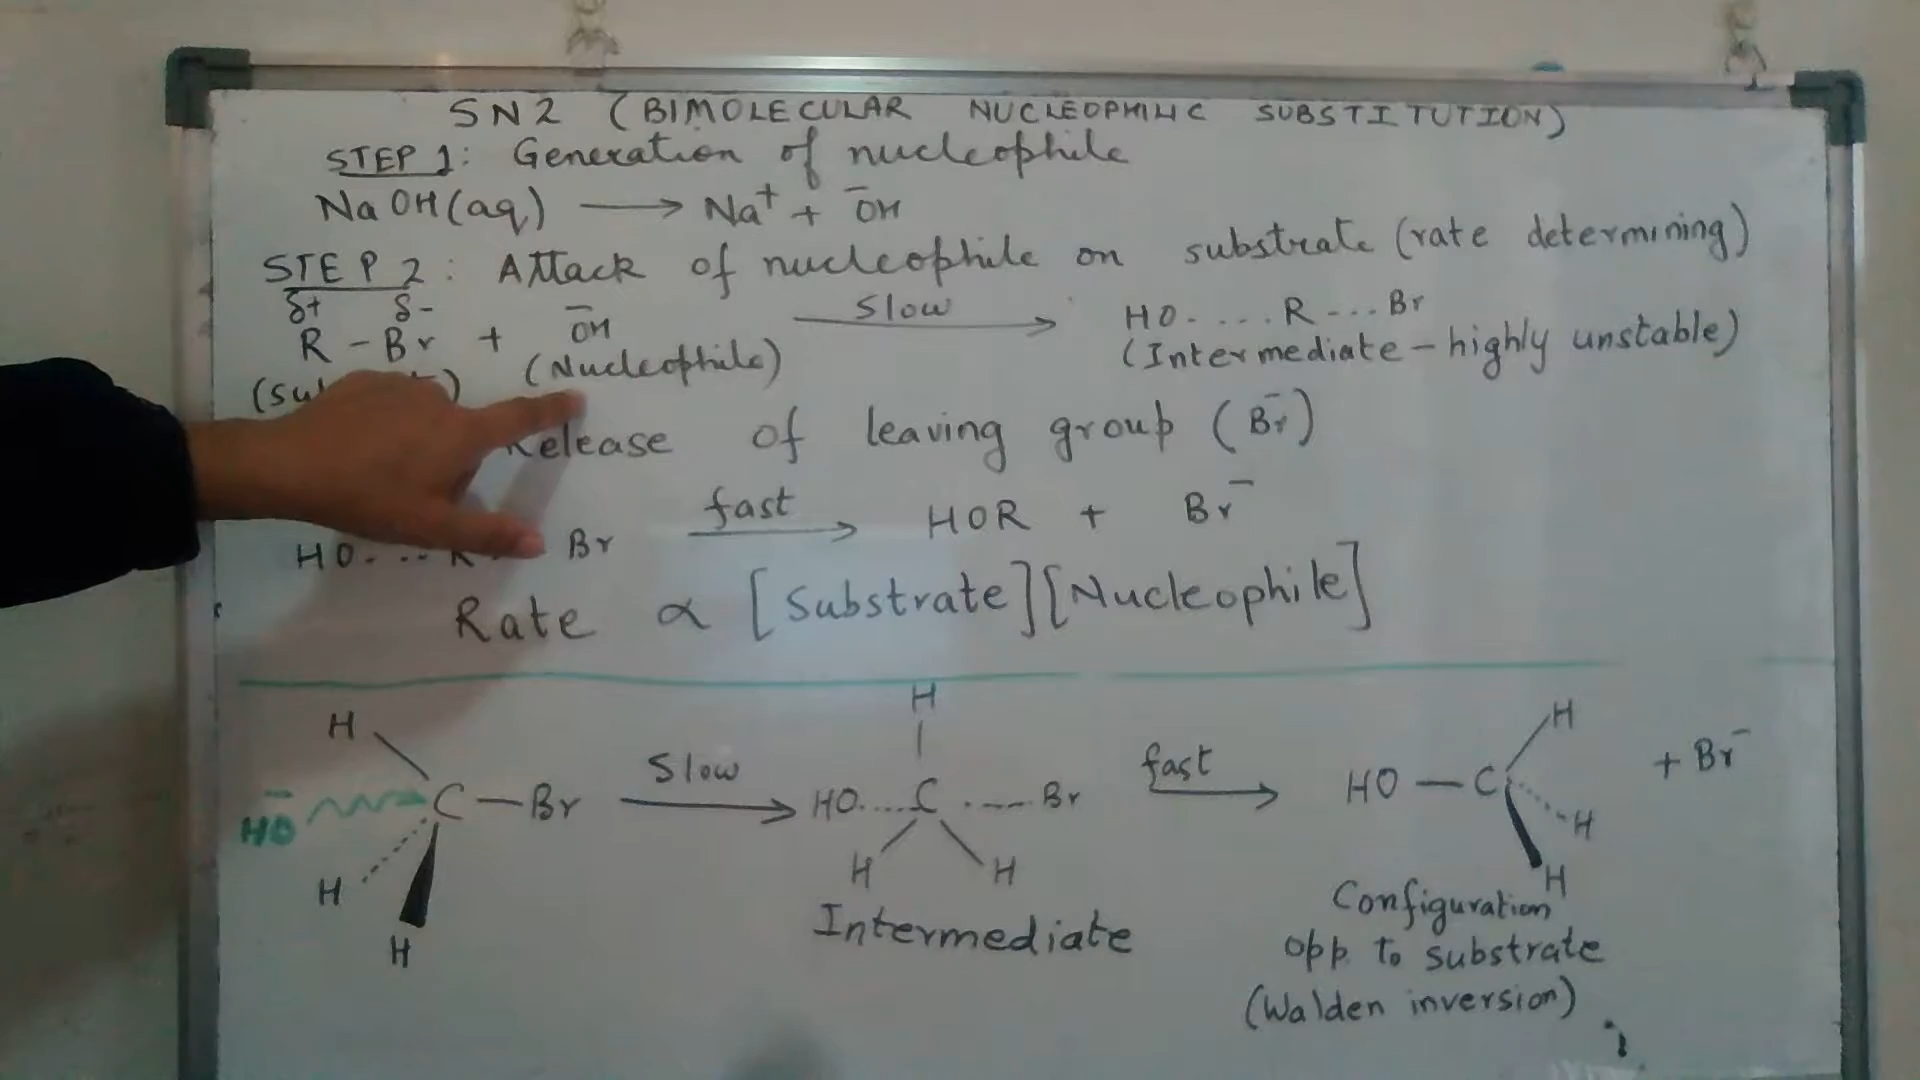 SN2 (BIMOLECULAR NUCLEOPHILIC SUBSTITUTION)
STEP 1: Generation of nucleophile
NaOH(aq) ⟶ Na⁺ + ⁻OH
STEP 2: Attack of nucleophile on substrate (rate determining)
δ+ δ-
R - Br + ⁻OH Slow ⟶ HO.....R...Br
(Nucleophile) (Intermediate - highly unstable)
Release of leaving group (Br⁻)
HO... R Br fast ⟶ HOR + Br⁻
Rate ∝ [Substrate][Nucleophile]
H
⁻HO C - Br
H
H
Slow ⟶
H
HO....C....Br
H H
Intermediate
fast ⟶
H
HO - C
H
H
+ Br⁻
Configuration
opp. to substrate
(Walden inversion)